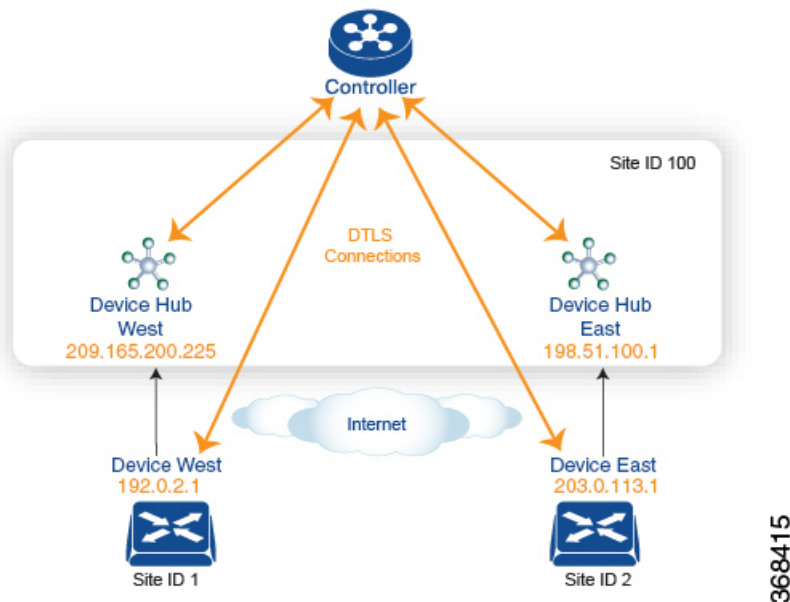 Controller
Site ID 100
DTLS
Connections
Device Hub
West
209.165.200.225
Device Hub
East
198.51.100.1
Internet
Device West
192.0.2.1
Site ID 1
Device East
203.0.113.1
Site ID 2
368415